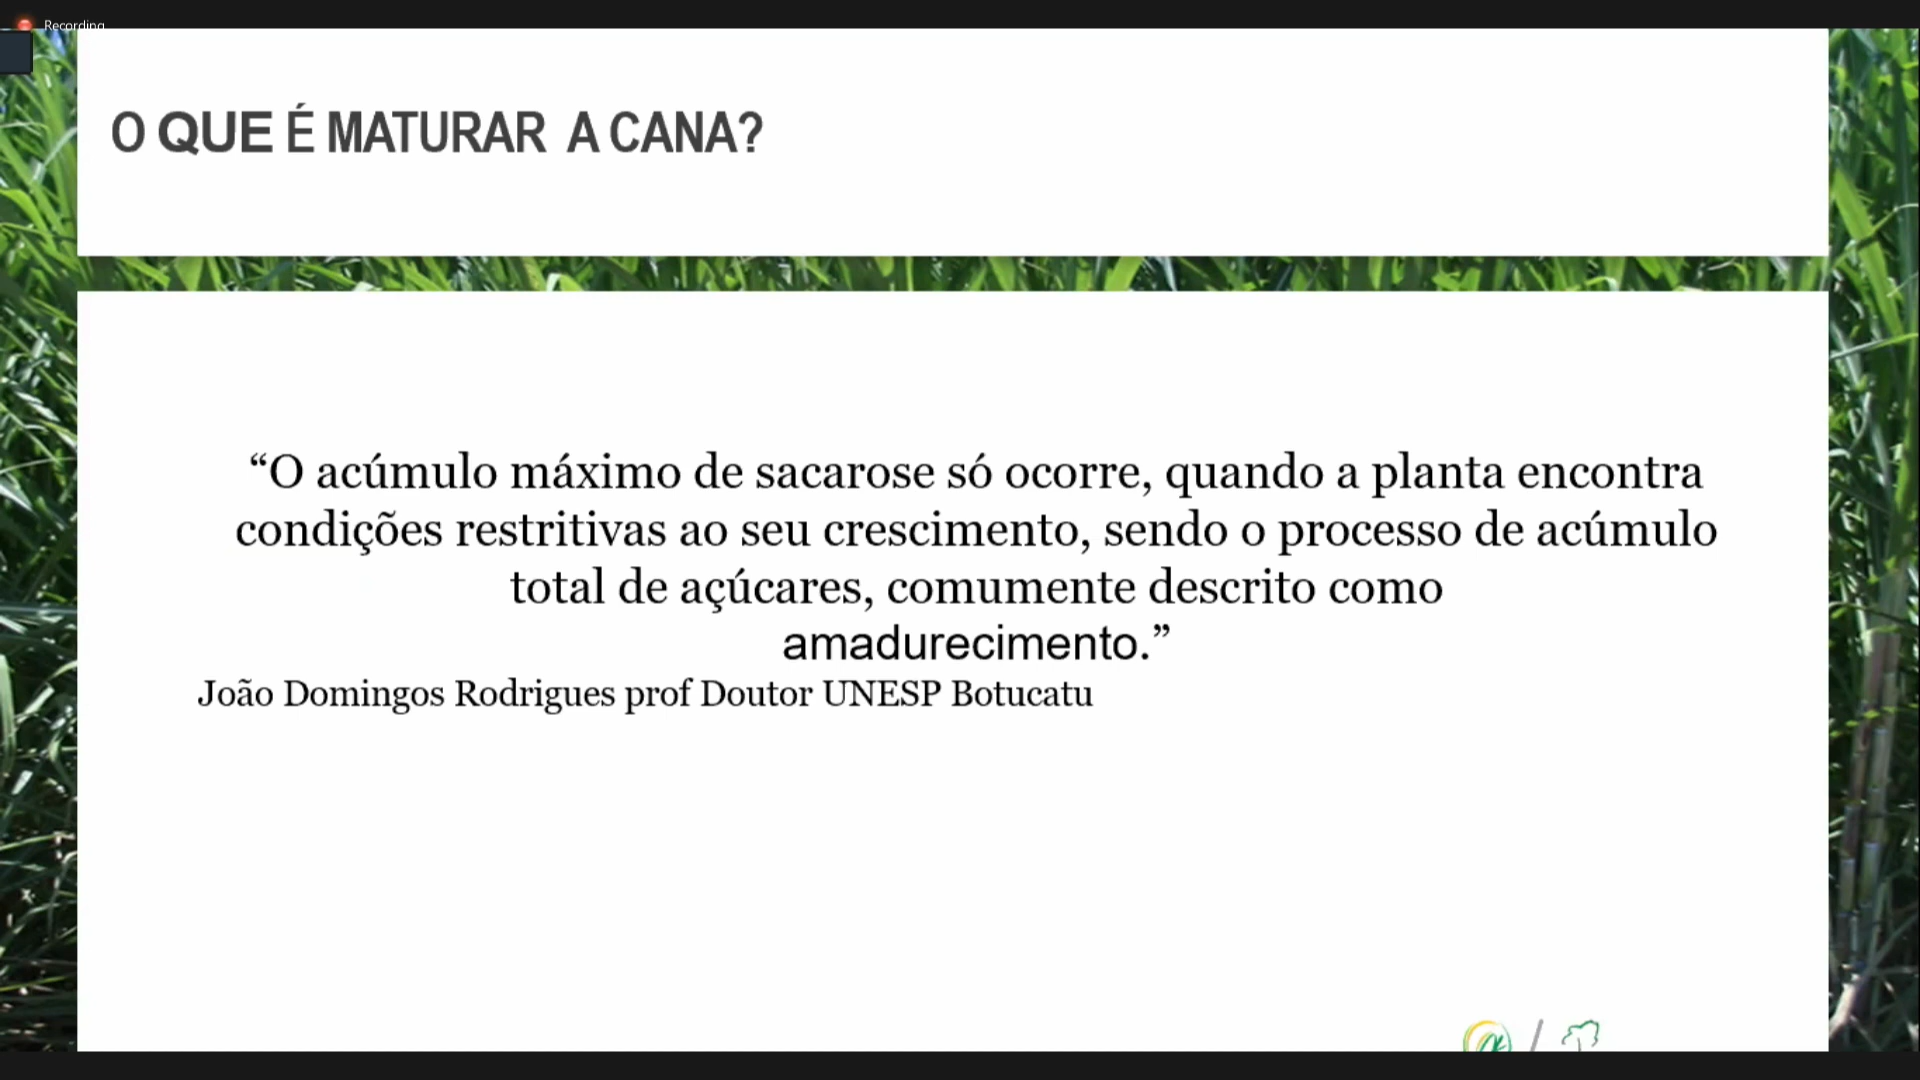 Recording
O QUE É MATURAR A CANA?
“O acúmulo máximo de sacarose só ocorre, quando a planta encontra
condições restritivas ao seu crescimento, sendo o processo de acúmulo
total de açúcares, comumente descrito como
amadurecimento.”
João Domingos Rodrigues prof Doutor UNESP Botucatu